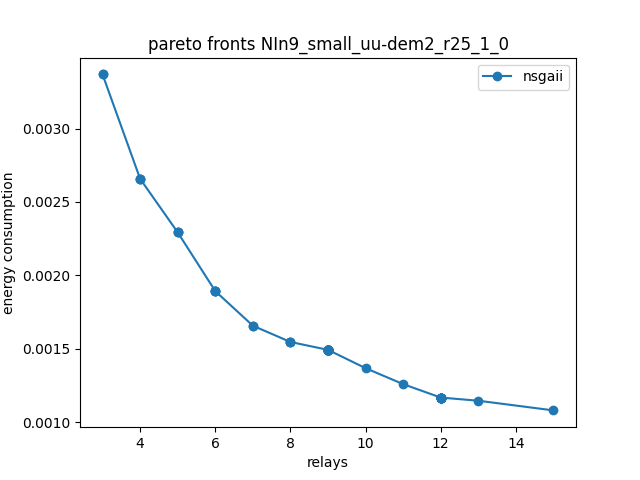 pareto fronts NIn9_small_uu-dem2_r25_1_0
nsgaii
energy consumption
0.0030
0.0025
0.0020
0.0015
0.0010
4 6 8 10 12 14
relays